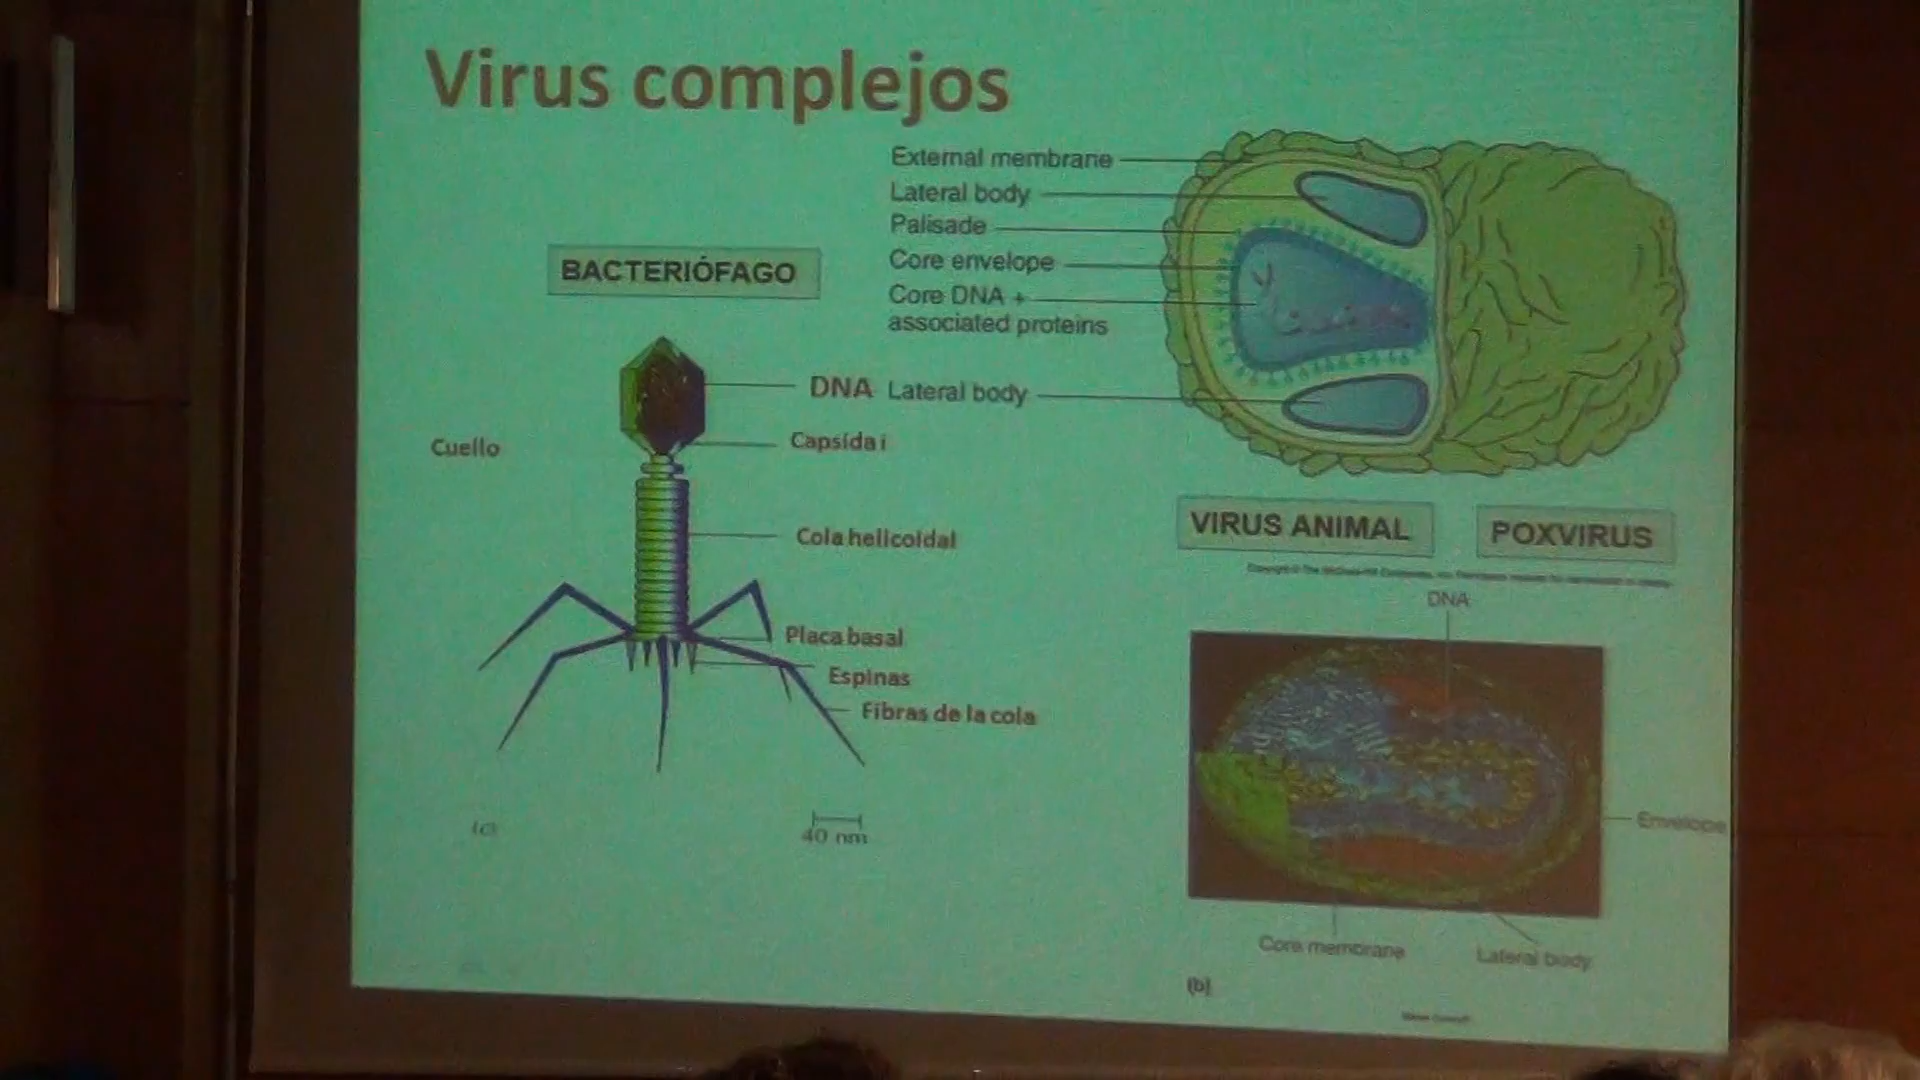 Virus complejos
External membrane
Lateral body
Palisade
Core envelope
Core DNA +
associated proteins
Lateral body
BACTERIÓFAGO
DNA
Capsída i
Cuello
Cola helicoidal
Placa basal
Espinas
Fibras de la cola
(c)
40 nm
VIRUS ANIMAL
POXVIRUS
DNA
Envelope
Core membrane
Lateral body
(b)